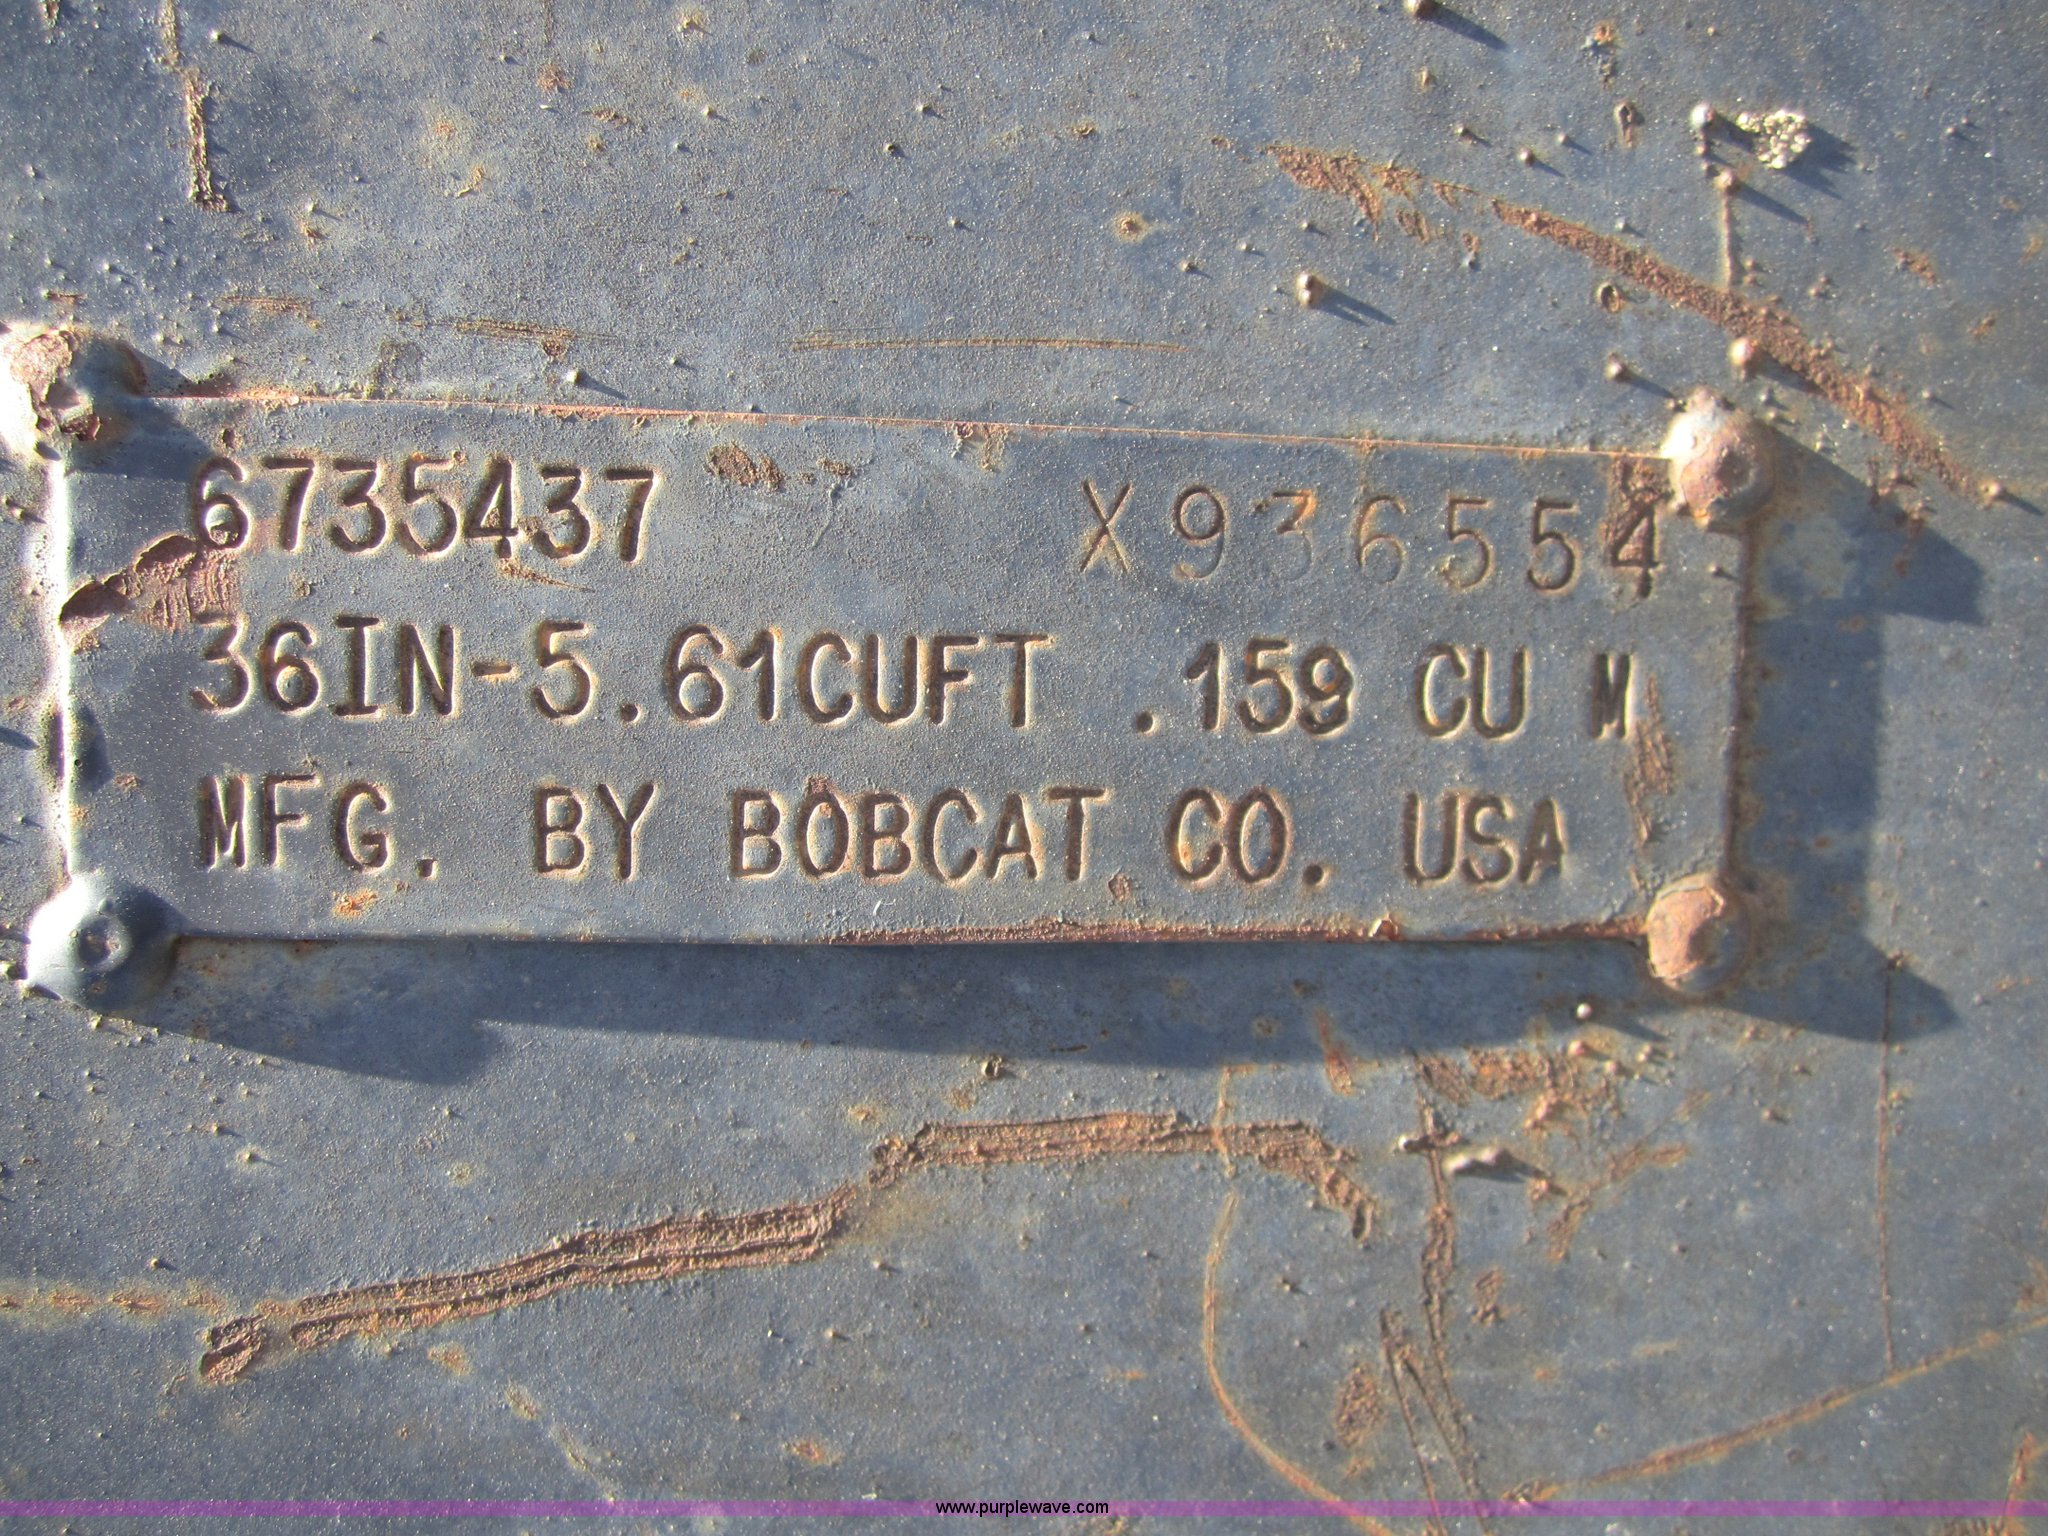 6735437 X936554
36IN-5.61CUFT .159 CU M
MFG. BY BOBCAT CO. USA
www.purplewave.com